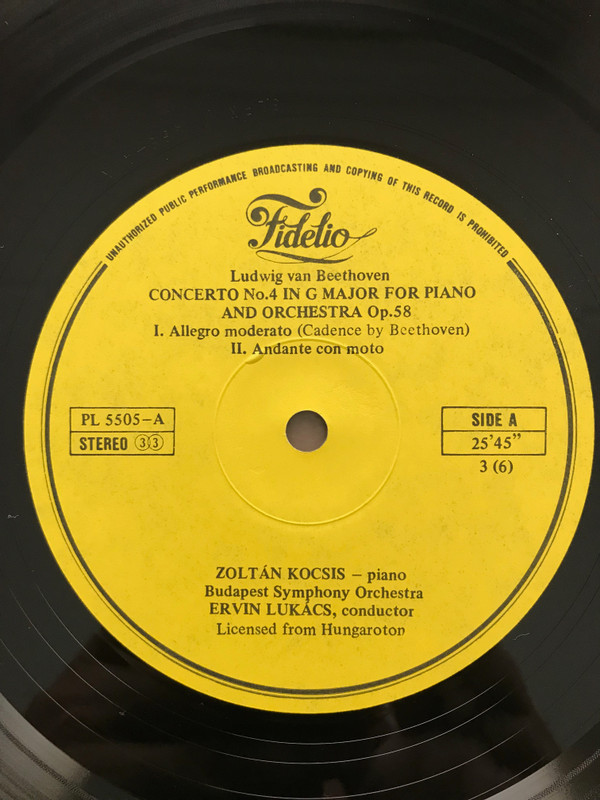 UNAUTHORIZED PUBLIC PERFORMANCE BROADCASTING AND COPYING OF THIS RECORD IS PROHIBITED
Fidelio
Ludwig van Beethoven
CONCERTO No.4 IN G MAJOR FOR PIANO
AND ORCHESTRA Op.58
I. Allegro moderato (Cadence by Beethoven)
II. Andante con moto
PL 5505-A
STEREO 33
SIDE A
25'45"
3 (6)
ZOLTÁN KOCSIS – piano
Budapest Symphony Orchestra
ERVIN LUKÁCS, conductor
Licensed from Hungaroton